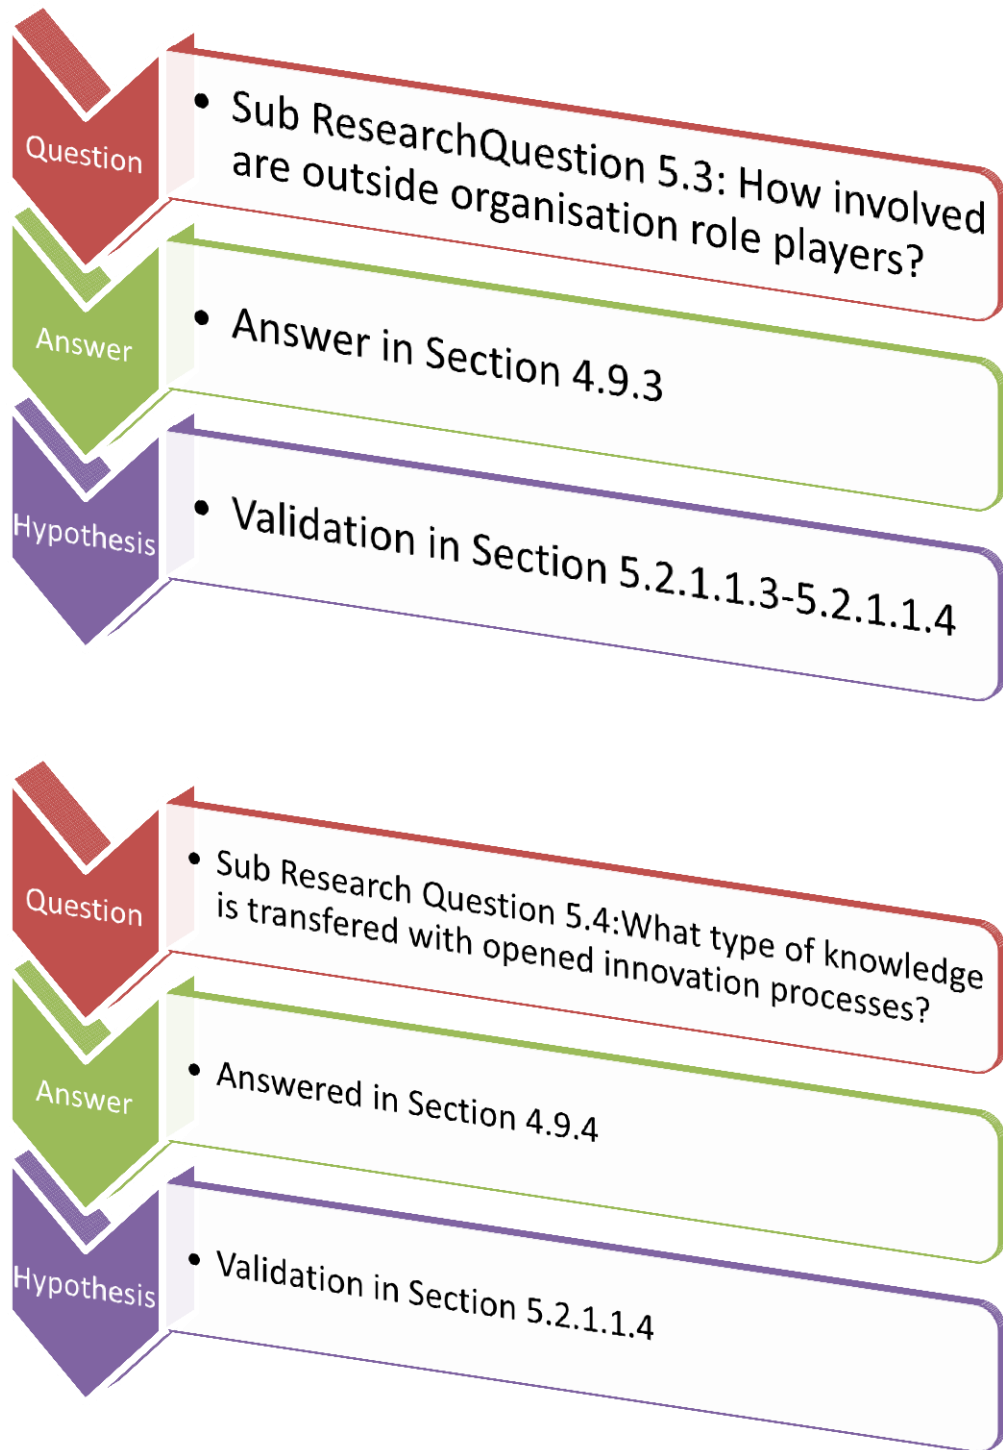 Question
• Sub ResearchQuestion 5.3: How involved
are outside organisation role players?
Answer
• Answer in Section 4.9.3
Hypothesis
• Validation in Section 5.2.1.1.3-5.2.1.1.4
Question
• Sub Research Question 5.4:What type of knowledge
is transfered with opened innovation processes?
Answer
• Answered in Section 4.9.4
Hypothesis
• Validation in Section 5.2.1.1.4